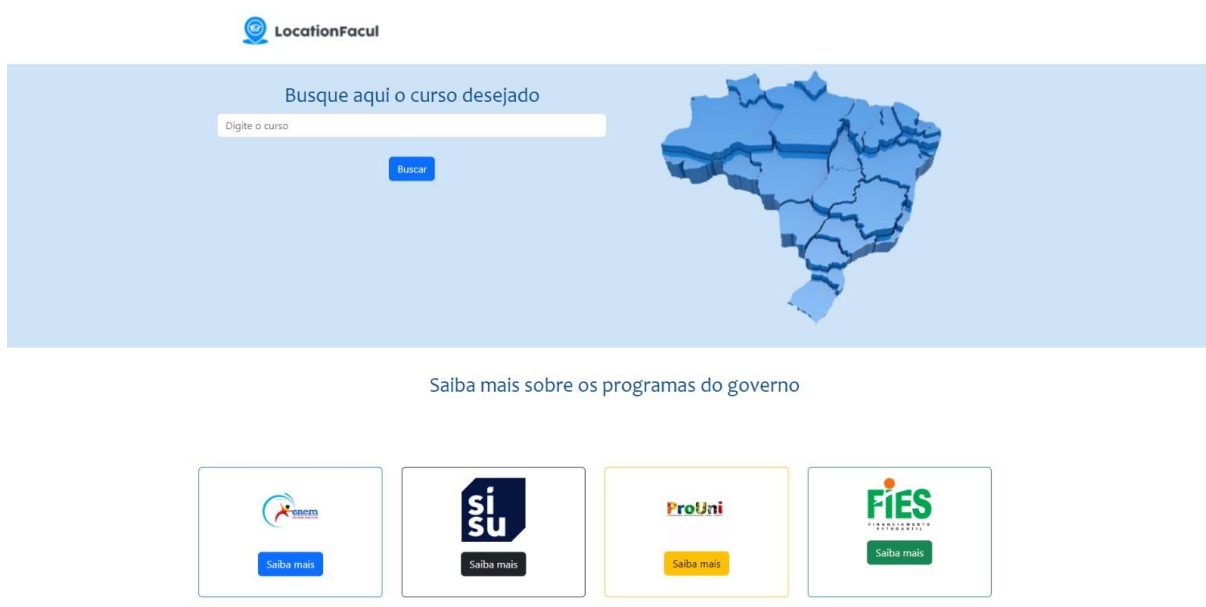 LocationFacul
Busque aqui o curso desejado
Digite o curso
Buscar
Saiba mais sobre os programas do governo
enem
Saiba mais
si
su
Saiba mais
ProUni
Saiba mais
FiES
FINANCIAMENTO
ESTUDANTIL
Saiba mais